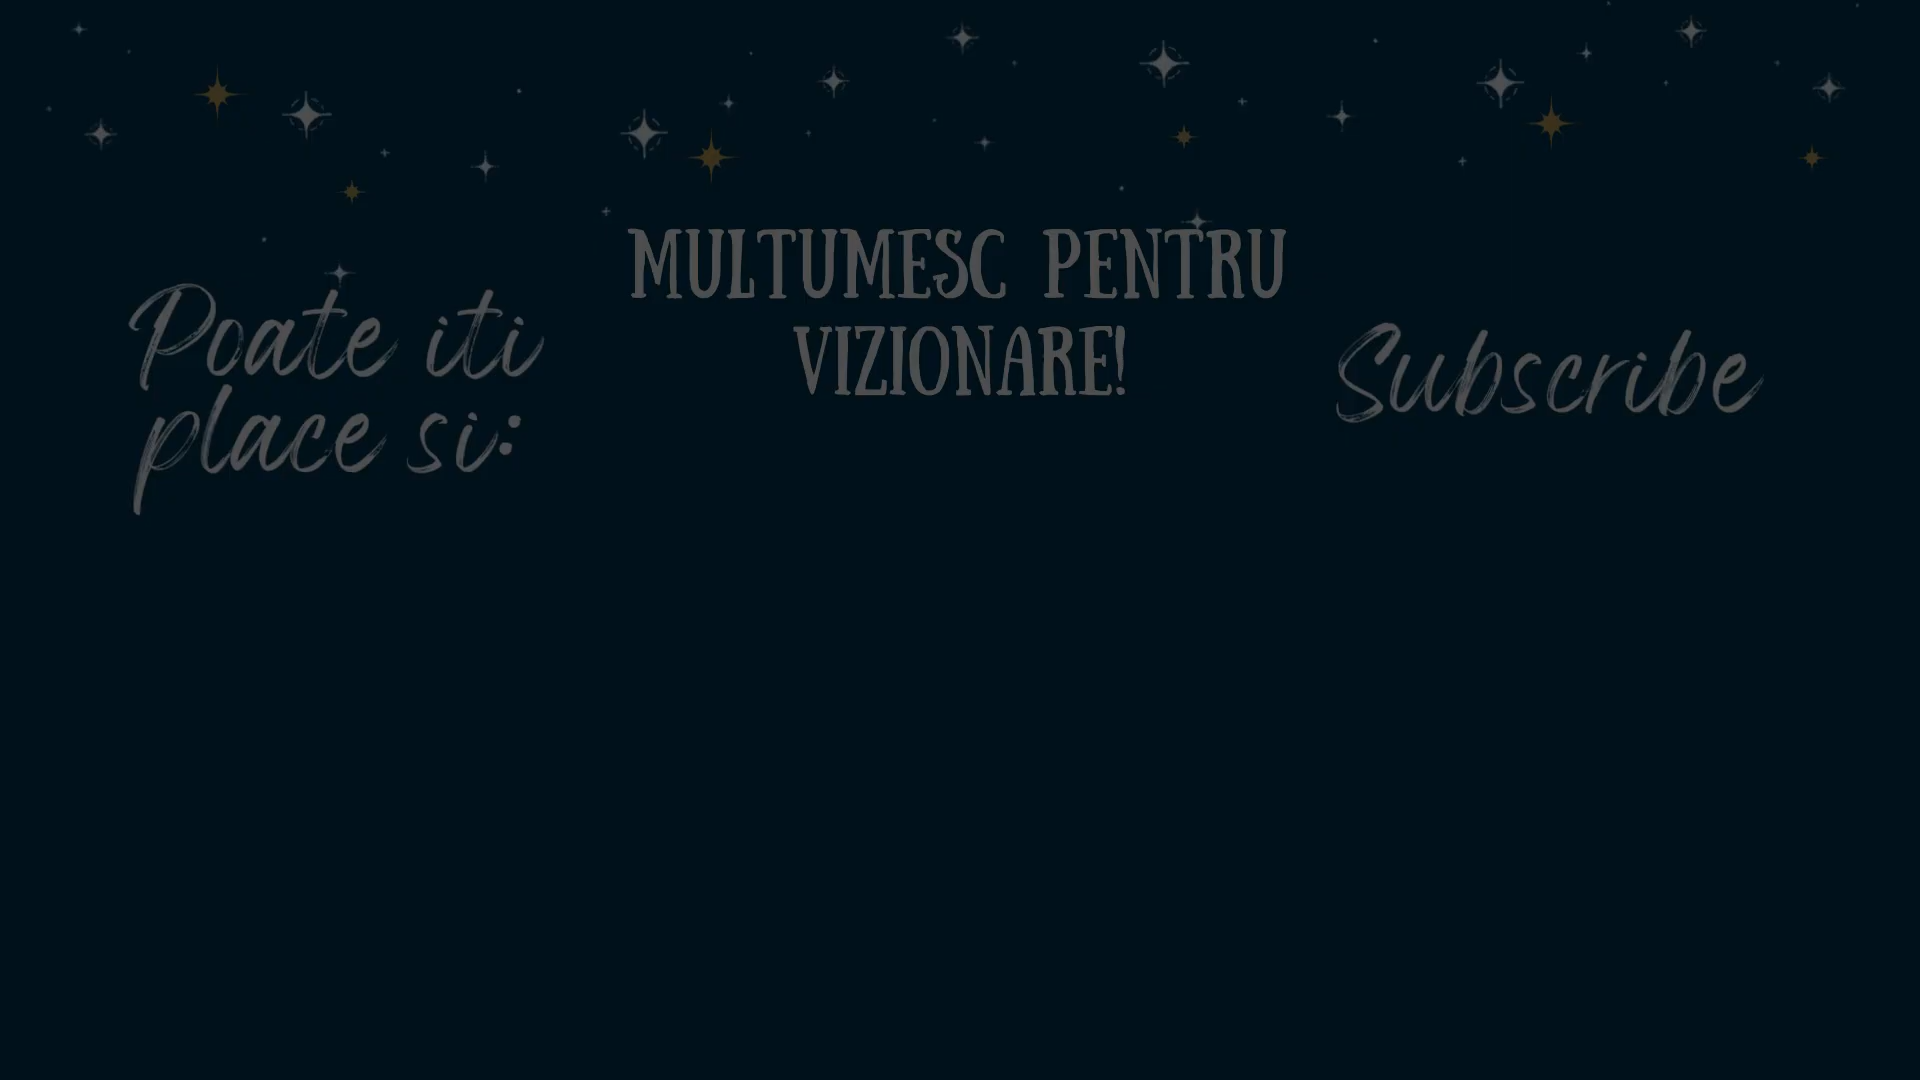 Poate iti
place si:
MULTUMESC PENTRU
VIZIONARE!
Subscribe